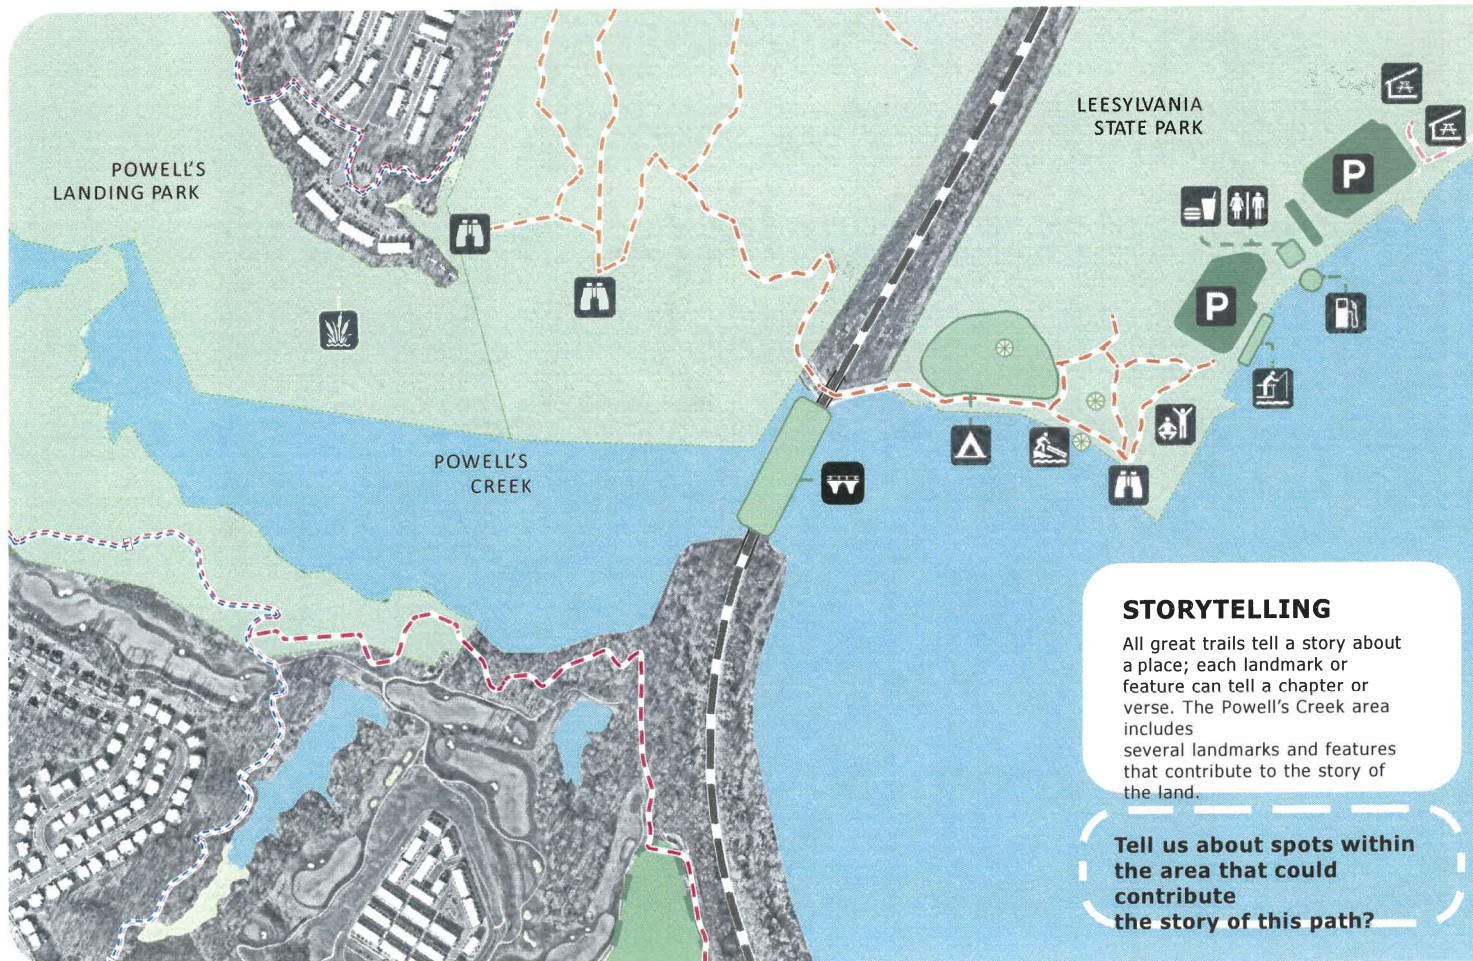 LEESYLVANIA
STATE PARK
POWELL'S
LANDING PARK
P
P
POWELL'S
CREEK
STORYTELLING
All great trails tell a story about
a place; each landmark or
feature can tell a chapter or
verse. The Powell's Creek area
includes
several landmarks and features
that contribute to the story of
the land.
Tell us about spots within
the area that could
contribute
the story of this path?